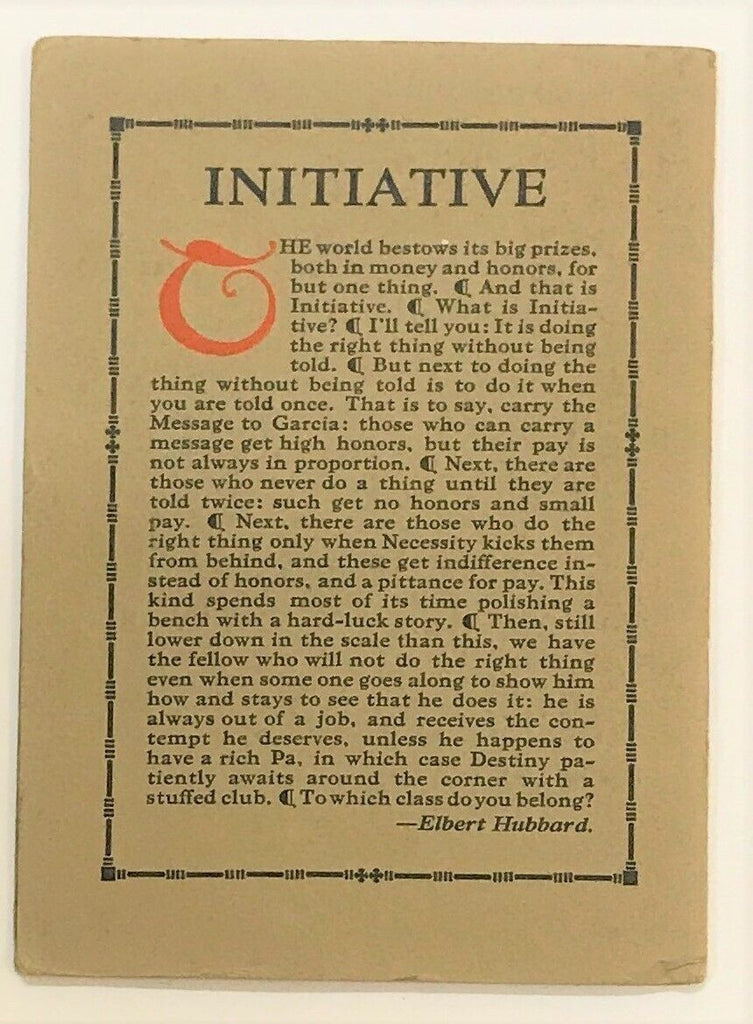 INITIATIVE
THE world bestows its big prizes,
both in money and honors, for
but one thing. ¶ And that is
Initiative. ¶ What is Initia-
tive? ¶ I'll tell you: It is doing
the right thing without being
told. ¶ But next to doing the
thing without being told is to do it when
you are told once. That is to say, carry the
Message to Garcia: those who can carry a
message get high honors, but their pay is
not always in proportion. ¶ Next, there are
those who never do a thing until they are
told twice: such get no honors and small
pay. ¶ Next, there are those who do the
right thing only when Necessity kicks them
from behind, and these get indifference in-
stead of honors, and a pittance for pay. This
kind spends most of its time polishing a
bench with a hard-luck story. ¶ Then, still
lower down in the scale than this, we have
the fellow who will not do the right thing
even when some one goes along to show him
how and stays to see that he does it: he is
always out of a job, and receives the con-
tempt he deserves, unless he happens to
have a rich Pa, in which case Destiny pa-
tiently awaits around the corner with a
stuffed club. ¶ To which class do you belong?
—Elbert Hubbard.